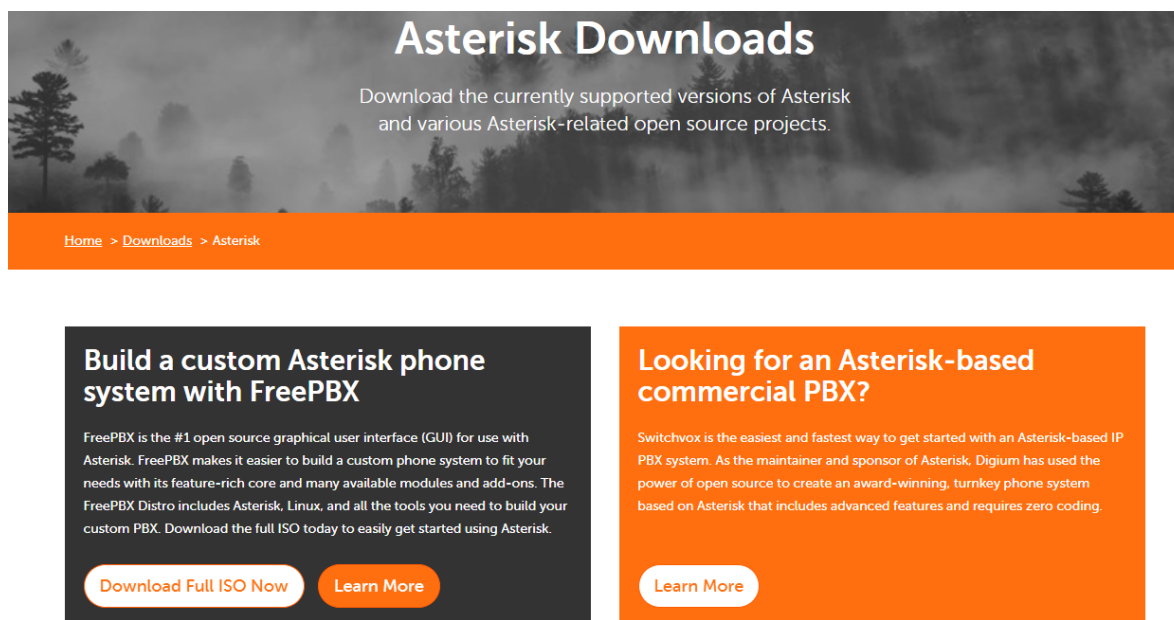 Asterisk Downloads
Download the currently supported versions of Asterisk
and various Asterisk-related open source projects.
Home > Downloads > Asterisk
Build a custom Asterisk phone
system with FreePBX
FreePBX is the #1 open source graphical user interface (GUI) for use with
Asterisk. FreePBX makes it easier to build a custom phone system to fit your
needs with its feature-rich core and many available modules and add-ons. The
FreePBX Distro includes Asterisk, Linux, and all the tools you need to build your
custom PBX. Download the full ISO today to easily get started using Asterisk.
Download Full ISO Now
Learn More
Looking for an Asterisk-based
commercial PBX?
Switchvox is the easiest and fastest way to get started with an Asterisk-based IP
PBX system. As the maintainer and sponsor of Asterisk, Digium has used the
power of open source to create an award-winning, turnkey phone system
based on Asterisk that includes advanced features and requires zero coding.
Learn More